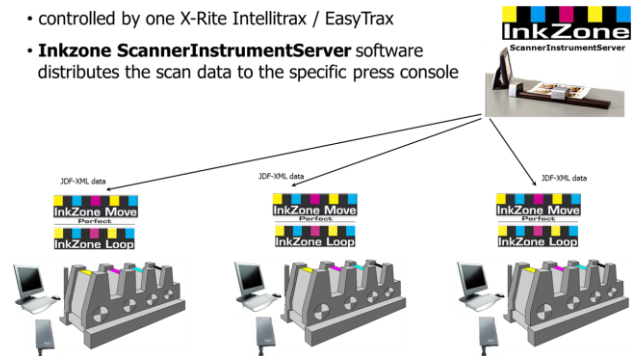 • controlled by one X-Rite Intellitrax / EasyTrax
• Inkzone ScannerInstrumentServer software
distributes the scan data to the specific press console
InkZone
ScannerInstrumentServer
JDF-XML data
InkZone Move
Perfect
InkZone Loop
JDF-XML data
InkZone Move
Perfect
InkZone Loop
JDF-XML data
InkZone Move
Perfect
InkZone Loop